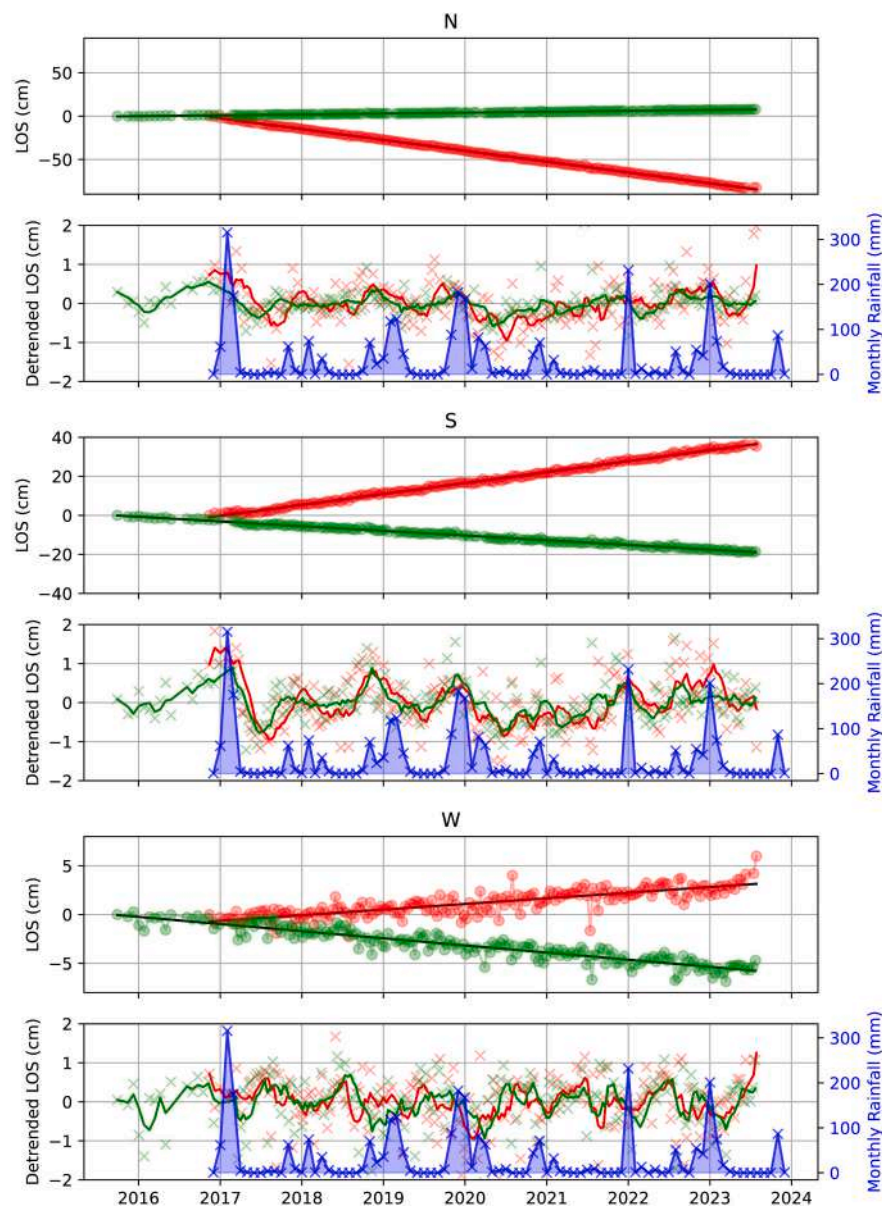 N
LOS (cm)
50
0
−50
Detrended LOS (cm)
2
1
0
−1
−2
Monthly Rainfall (mm)
300
200
100
0
S
LOS (cm)
40
20
0
−20
−40
Detrended LOS (cm)
2
1
0
−1
−2
Monthly Rainfall (mm)
300
200
100
0
W
LOS (cm)
5
0
−5
Detrended LOS (cm)
2
1
0
−1
−2
Monthly Rainfall (mm)
300
200
100
0
2016 2017 2018 2019 2020 2021 2022 2023 2024